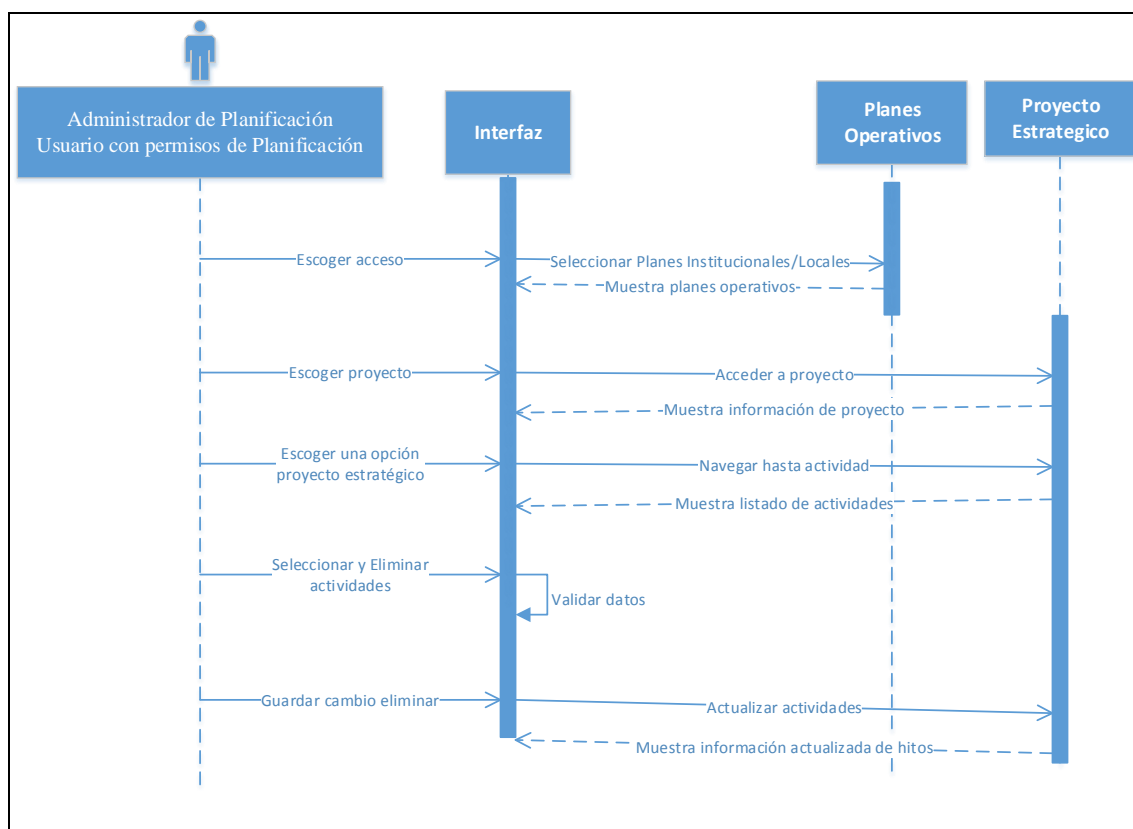 Administrador de Planificación
Usuario con permisos de Planificación
Interfaz
Planes
Operativos
Proyecto
Estrategico
Escoger acceso
Seleccionar Planes Institucionales/Locales
Muestra planes operativos
Escoger proyecto
Acceder a proyecto
Muestra información de proyecto
Escoger una opción
proyecto estratégico
Navegar hasta actividad
Muestra listado de actividades
Seleccionar y Eliminar
actividades
Validar datos
Guardar cambio eliminar
Actualizar actividades
Muestra información actualizada de hitos